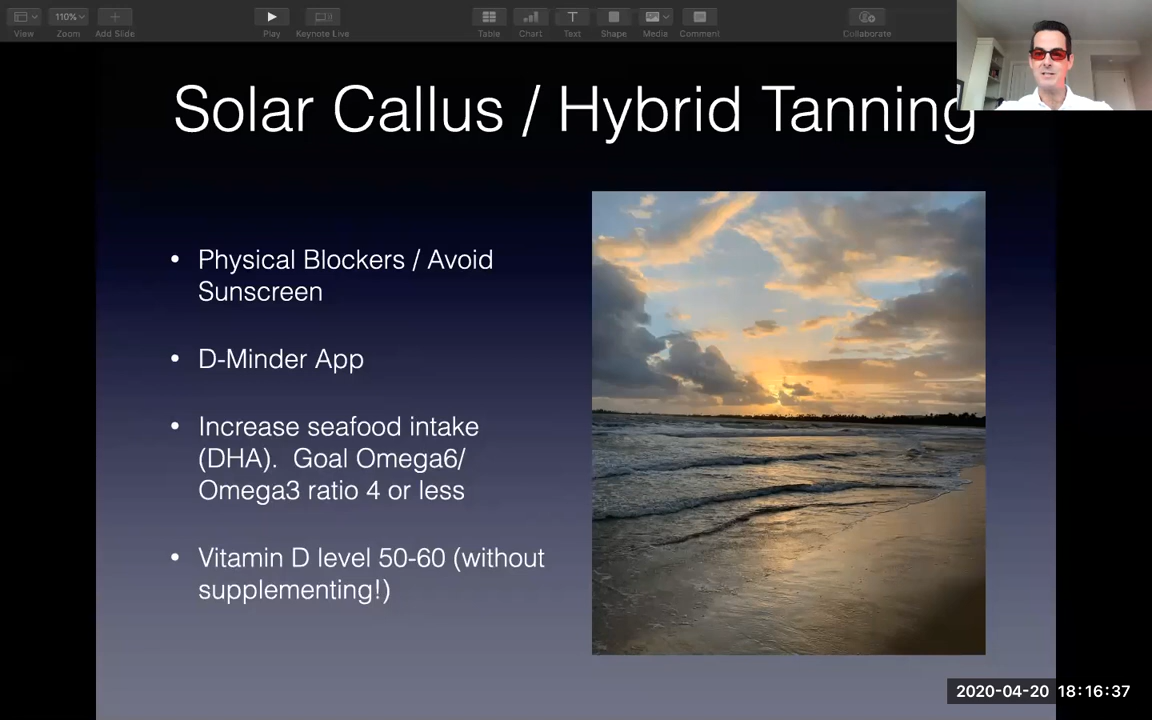 110%
View
Zoom
Add Slide
Play
Keynote Live
Table
Chart
Text
Shape
Media
Comment
Collaborate
Solar Callus / Hybrid Tanning
• Physical Blockers / Avoid
Sunscreen
• D-Minder App
• Increase seafood intake
(DHA). Goal Omega6/
Omega3 ratio 4 or less
• Vitamin D level 50-60 (without
supplementing!)
2020-04-20 18:16:37